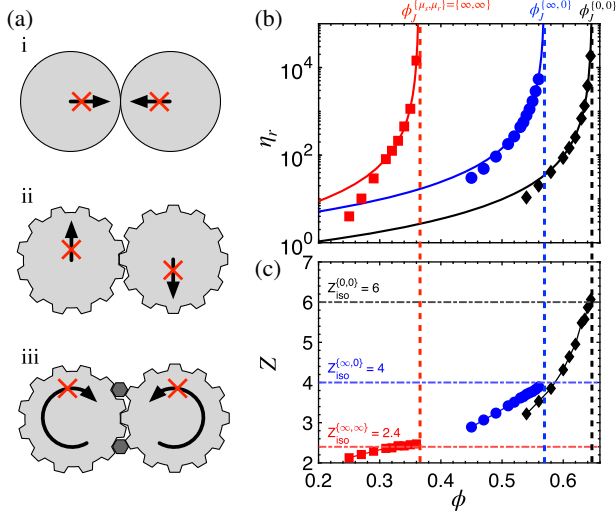 (a)
i
ii
iii
(b)
ϕ_J^{μ_s,μ_r}={∞,∞}
ϕ_J^{∞,0}
ϕ_J^{0,0}
η_r
10^4
10^2
10^0
(c)
Z
7
6
5
4
3
2
Z_iso^{0,0} = 6
Z_iso^{∞,0} = 4
Z_iso^{∞,∞} = 2.4
0.2 0.3 0.4 0.5 0.6
ϕ